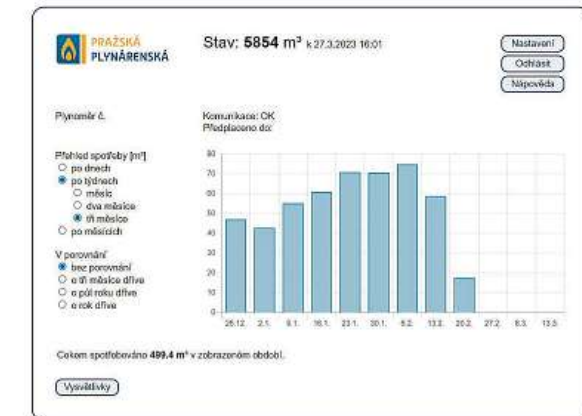 PRAŽSKÁ
PLYNÁRENSKÁ
Stav: 5854 m³ k 27.3.2023 16:01
Nastavení
Odhlásit
Nápověda
Plynoměr č.
Komunikace: OK
Předplaceno do:
Přehled spotřeby [m³]
po dnech
po týdnech
měsíc
dva měsíce
tři měsíce
po měsících
V porovnání
bez porovnání
o tři měsíce dříve
o půl roku dříve
o rok dříve
80
70
60
50
40
30
20
10
0
26.12. 2.1. 9.1. 16.1. 23.1. 30.1. 6.2. 13.2. 20.2. 27.2. 6.3. 13.3.
Celkem spotřebováno 499.4 m³ v zobrazeném období.
Vysvětlivky